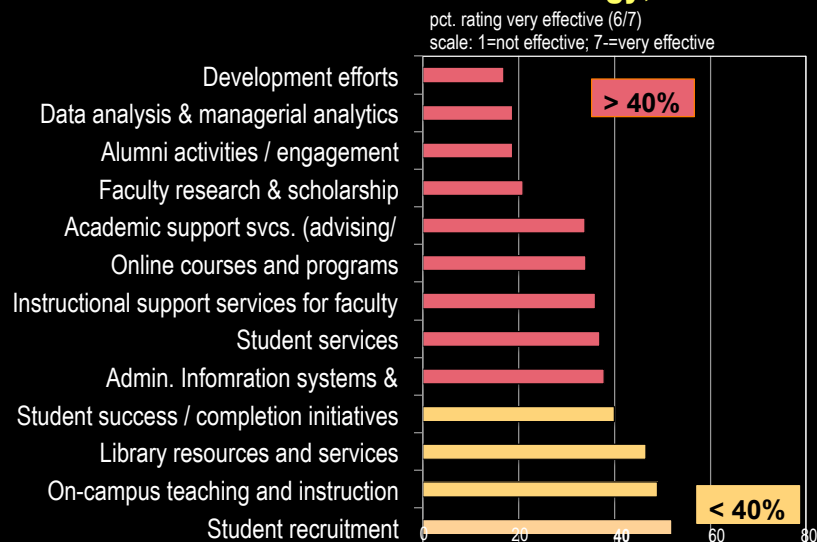 pct. rating very effective (6/7)
scale: 1=not effective; 7-=very effective
Development efforts
> 40%
Data analysis & managerial analytics
Alumni activities / engagement
Faculty research & scholarship
Academic support svcs. (advising/
Online courses and programs
Instructional support services for faculty
Student services
Admin. Infomration systems &
Student success / completion initiatives
Library resources and services
On-campus teaching and instruction
< 40%
Student recruitment
0 20 40 60 80